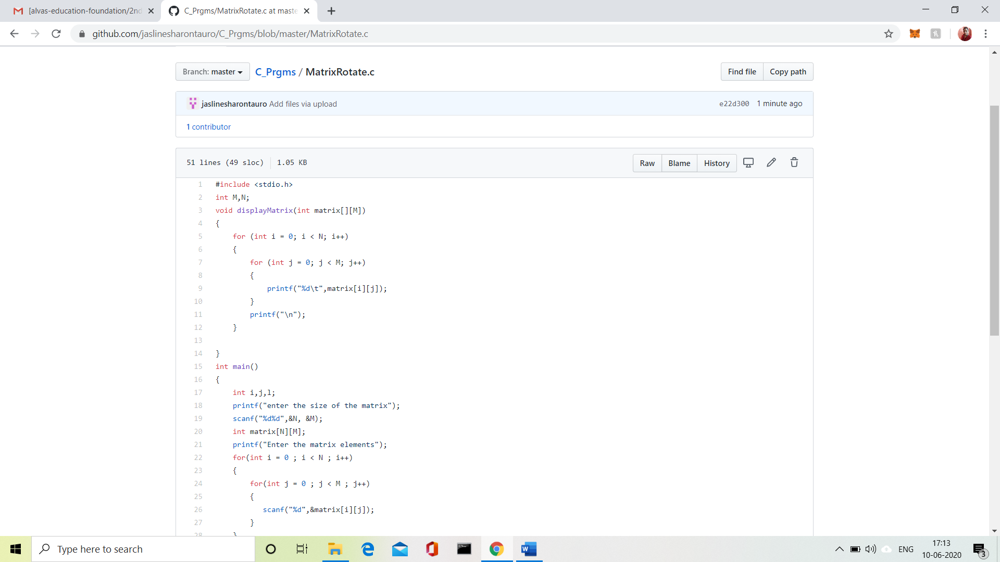 [alvas-education-foundation/2nd
C_Prgms/MatrixRotate.c at maste
github.com/jaslinesharontauro/C_Prgms/blob/master/MatrixRotate.c
Branch: master
C_Prgms / MatrixRotate.c
Find file
Copy path
jaslinesharontauro Add files via upload
e22d300 1 minute ago
1 contributor
51 lines (49 sloc) 1.05 KB
Raw
Blame
History
1 #include <stdio.h>
2 int M,N;
3 void displayMatrix(int matrix[][M])
4 {
5 for (int i = 0; i < N; i++)
6 {
7 for (int j = 0; j < M; j++)
8 {
9 printf("%d\t",matrix[i][j]);
10 }
11 printf("\n");
12 }
13
14 }
15 int main()
16 {
17 int i,j,l;
18 printf("enter the size of the matrix");
19 scanf("%d%d",&N, &M);
20 int matrix[N][M];
21 printf("Enter the matrix elements");
22 for(int i = 0 ; i < N ; i++)
23 {
24 for(int j = 0 ; j < M ; j++)
25 {
26 scanf("%d",&matrix[i][j]);
27 }
28 }
Type here to search
ENG
17:13
10-06-2020
3